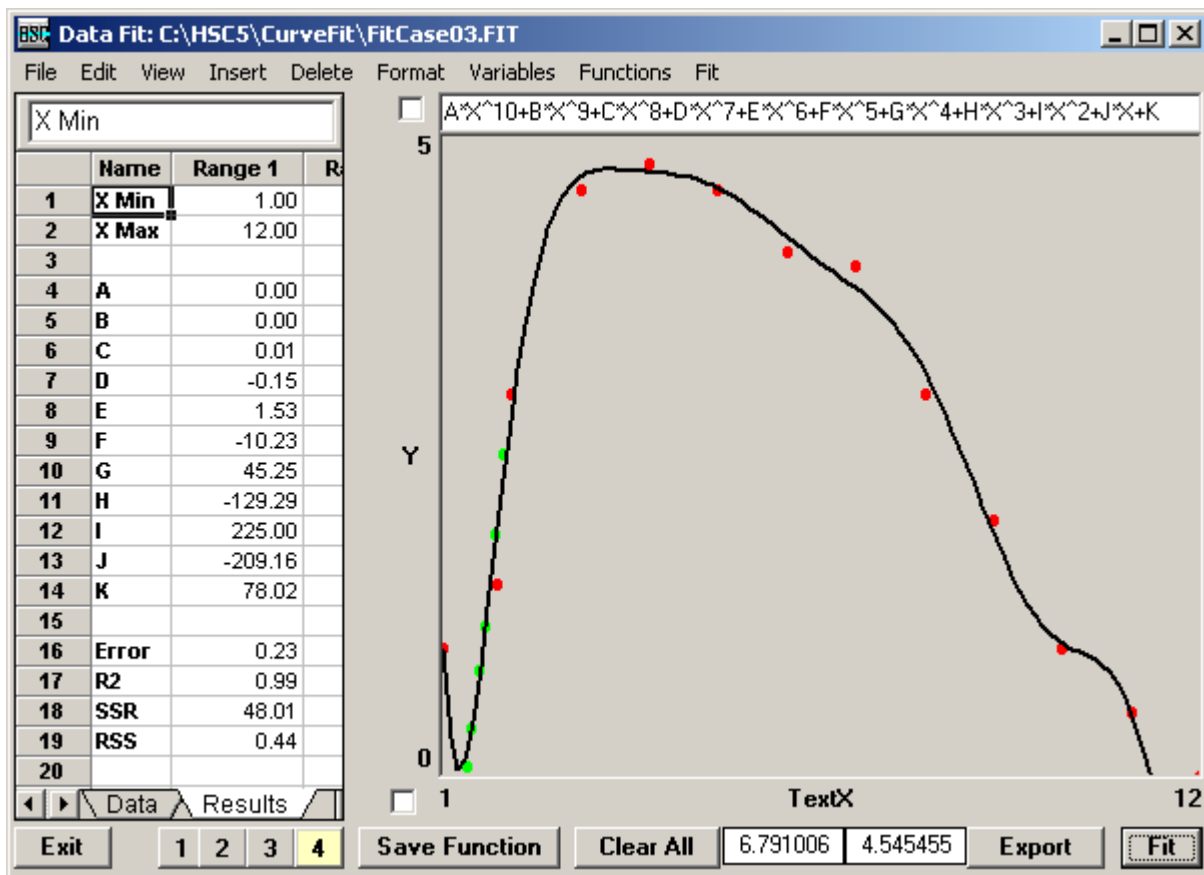 HSC Data Fit: C:\HSC5\CurveFit\FitCase03.FIT
File Edit View Insert Delete Format Variables Functions Fit
X Min
A*X^10+B*X^9+C*X^8+D*X^7+E*X^6+F*X^5+G*X^4+H*X^3+I*X^2+J*X+K
Name Range 1
1 X Min 1.00
2 X Max 12.00
3
4 A 0.00
5 B 0.00
6 C 0.01
7 D -0.15
8 E 1.53
9 F -10.23
10 G 45.25
11 H -129.29
12 I 225.00
13 J -209.16
14 K 78.02
15
16 Error 0.23
17 R2 0.99
18 SSR 48.01
19 RSS 0.44
20
Data Results
5
Y
0
1 TextX 12
Exit 1 2 3 4 Save Function Clear All 6.791006 4.545455 Export Fit